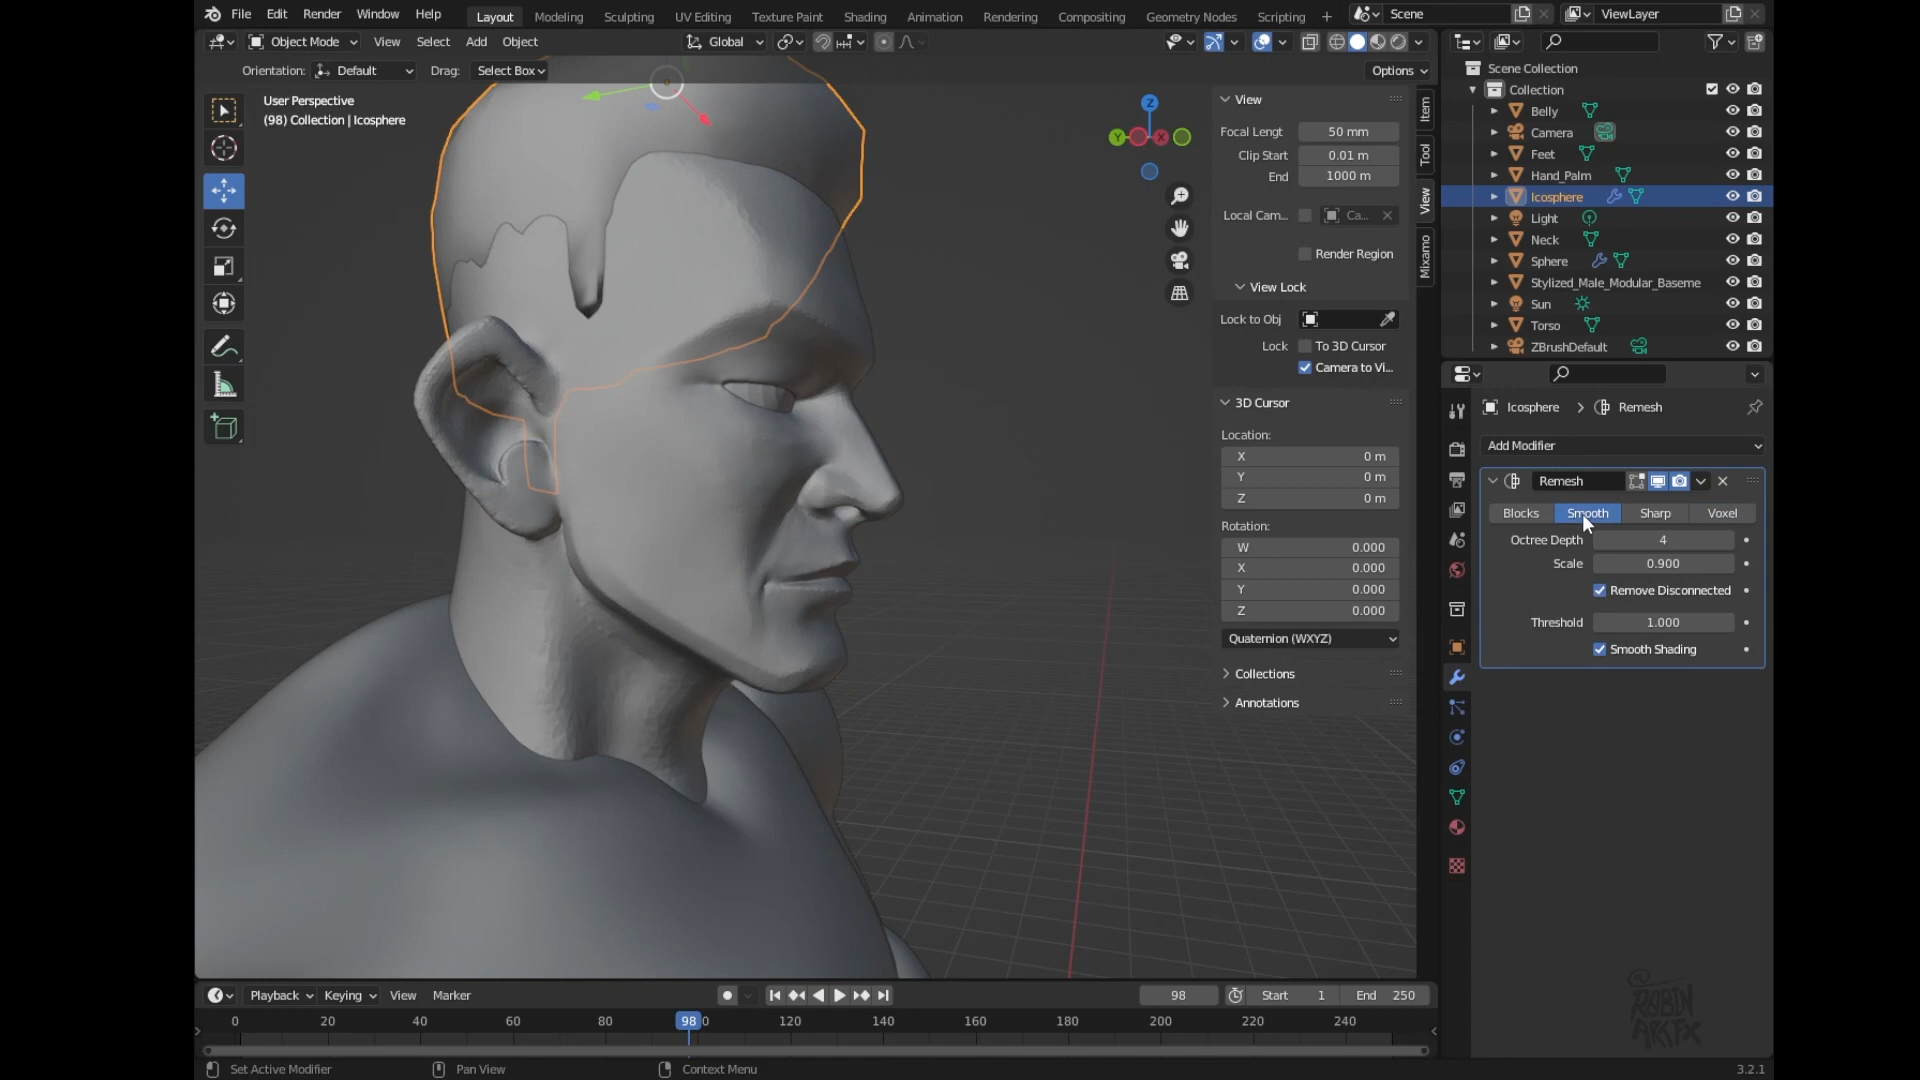 File Edit Render Window Help Layout Modeling Sculpting UV Editing Texture Paint Shading Animation Rendering Compositing Geometry Nodes Scripting + Scene ViewLayer
Object Mode View Select Add Object Global
Orientation: Default Drag: Select Box Options
User Perspective
(98) Collection | Icosphere
Z
Y
X
View
Focal Lengt 50 mm
Clip Start 0.01 m
End 1000 m
Local Cam... Ca...
Render Region
View Lock
Lock to Obj
Lock To 3D Cursor
Camera to Vi...
3D Cursor
Location:
X 0 m
Y 0 m
Z 0 m
Rotation:
W 0.000
X 0.000
Y 0.000
Z 0.000
Quaternion (WXYZ)
Collections
Annotations
Item
Tool
View
Mixamo
Scene Collection
Collection
Belly
Camera
Feet
Hand_Palm
Icosphere
Light
Neck
Sphere
Stylized_Male_Modular_Baseme
Sun
Torso
ZBrushDefault
Icosphere > Remesh
Add Modifier
Remesh
Blocks Smooth Sharp Voxel
Octree Depth 4
Scale 0.900
Remove Disconnected
Threshold 1.000
Smooth Shading
Playback Keying View Marker 98 Start 1 End 250
0 20 40 60 80 98 0 120 140 160 180 200 220 240
Set Active Modifier Pan View Context Menu 3.2.1
ROBIN
ARTX